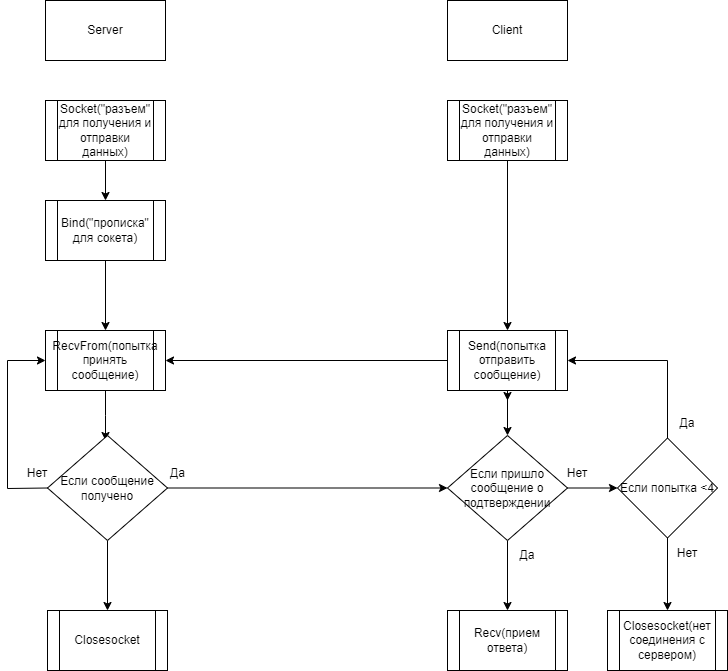 Server
Client
Socket("разъем"
для получения и
отправки
данных)
Socket("разъем"
для получения и
отправки
данных)
Bind("прописка"
для сокета)
RecvFrom(попытка
принять
сообщение)
Send(попытка
отправить
сообщение)
Да
Нет
Если сообщение
получено
Да
Если пришло
сообщение о
подтверждении
Нет
Если попытка <4
Да
Нет
Closesocket
Recv(прием
ответа)
Closesocket(нет
соединения с
сервером)